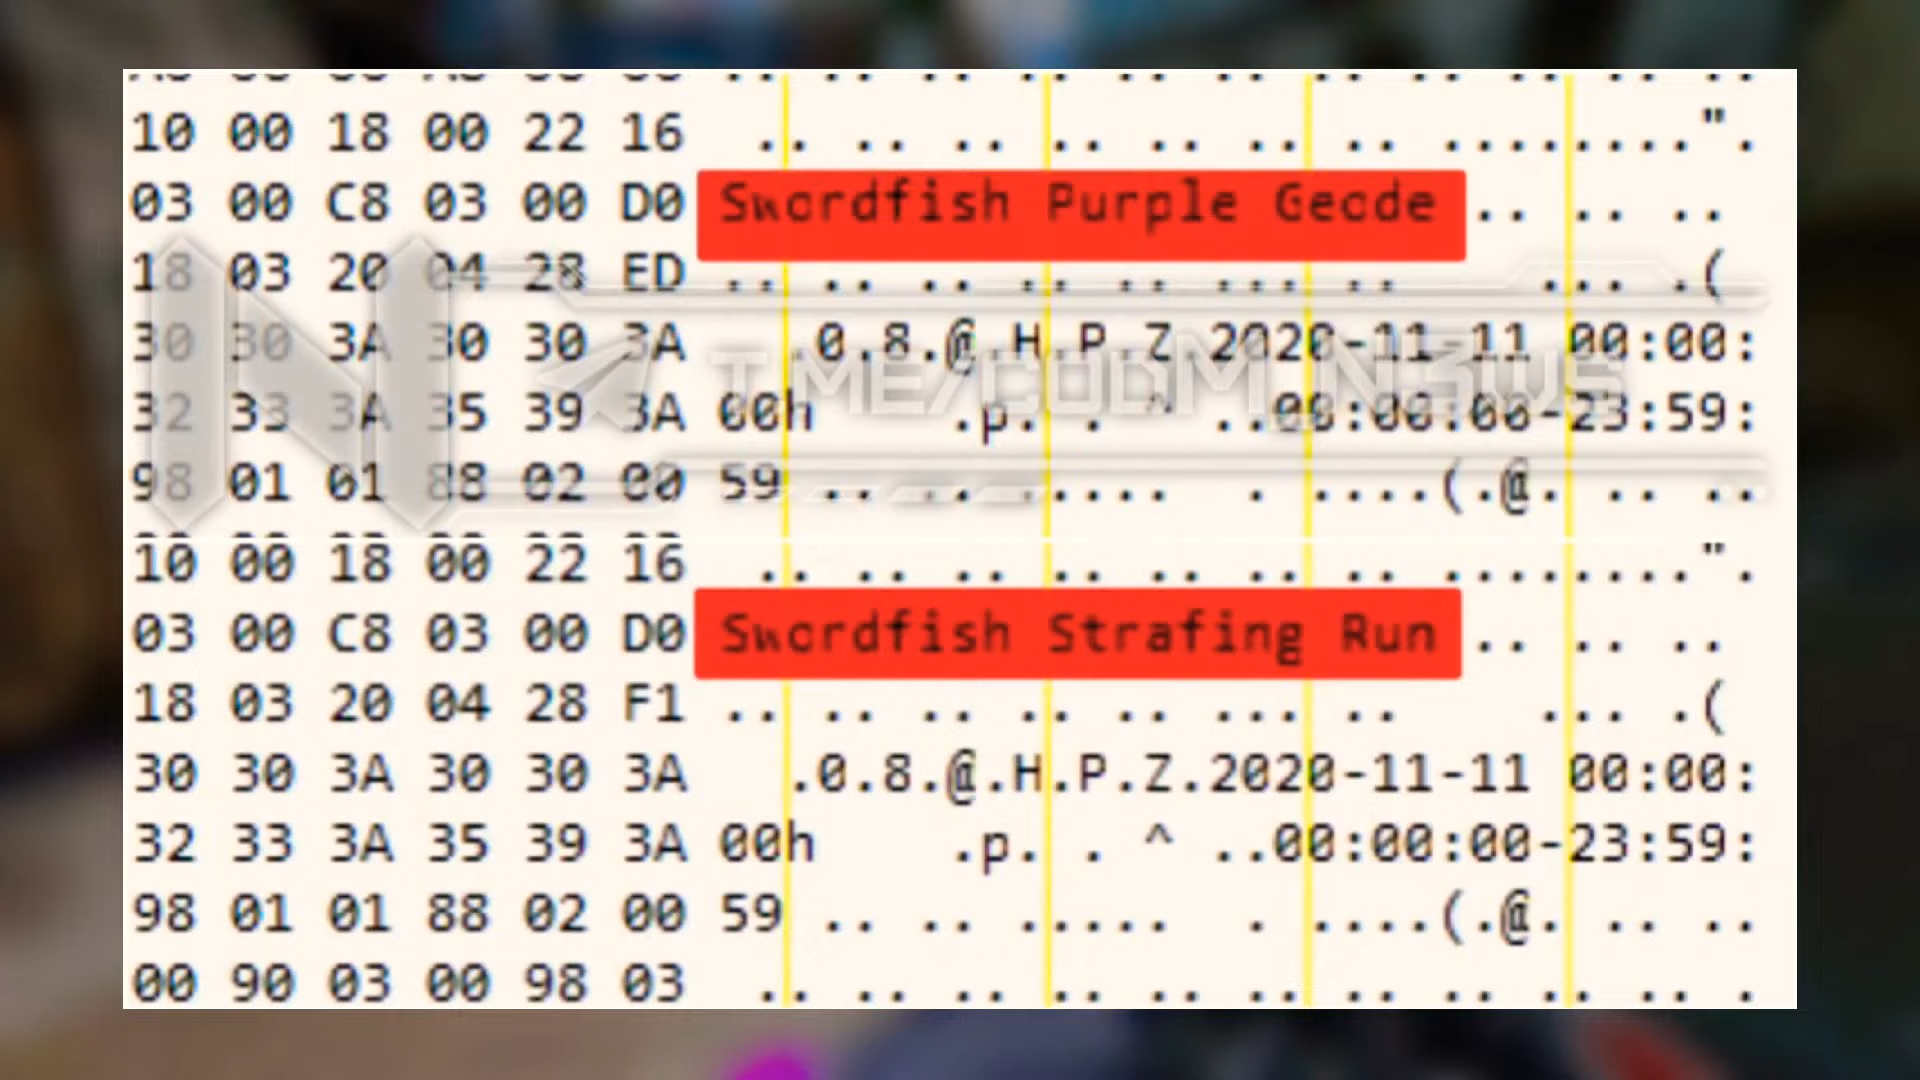 10 00 18 00 22 16 .. .. .. .. .. .. .. ........".
03 00 C8 03 00 D0 Swordfish Purple Geode .. .. ..
18 03 20 04 28 ED .. .. .. .. .. ... .. ... .(
30 30 3A 30 30 3A .0.8.@.H.P.Z.2020-11-11 00:00:
32 33 3A 35 39 3A 00h .p. . ^ ..00:00:00-23:59:
98 01 01 88 02 00 59 .. .. ..... . ....(.@. .. ..
T.ME/CODM_N3WS
10 00 18 00 22 16 .. .. .. .. .. .. .. ........".
03 00 C8 03 00 D0 Swordfish Strafing Run .. .. ..
18 03 20 04 28 F1 .. .. .. .. .. ... .. ... .(
30 30 3A 30 30 3A .0.8.@.H.P.Z.2020-11-11 00:00:
32 33 3A 35 39 3A 00h .p. . ^ ..00:00:00-23:59:
98 01 01 88 02 00 59 .. .. ..... . ....(.@. .. ..
00 90 03 00 98 03 .. .. .. .. .. .. .. .. .. .. .